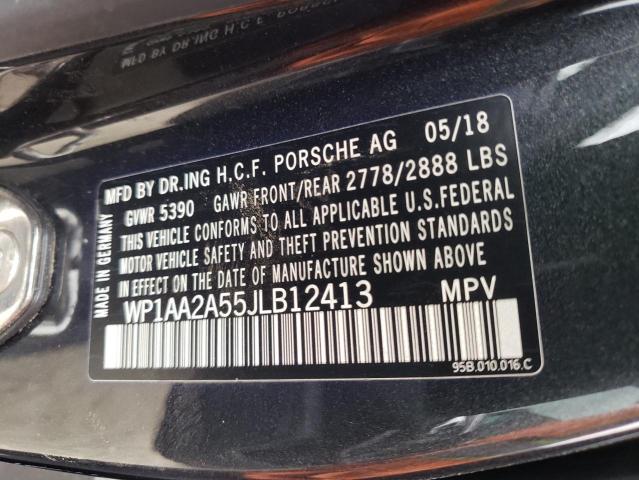 MFD BY DR.ING H.C.F. PORSCHE AG 05/18
GVWR 5390 GAWR FRONT/REAR 2778/2888 LBS
THIS VEHICLE CONFORMS TO ALL APPLICABLE U.S.FEDERAL
MOTOR VEHICLE SAFETY AND THEFT PREVENTION STANDARDS
IN EFFECT ON THE DATE OF MANUFACTURE SHOWN ABOVE
WP1AA2A55JLB12413 MPV
95B.010.016.C
MADE IN GERMANY